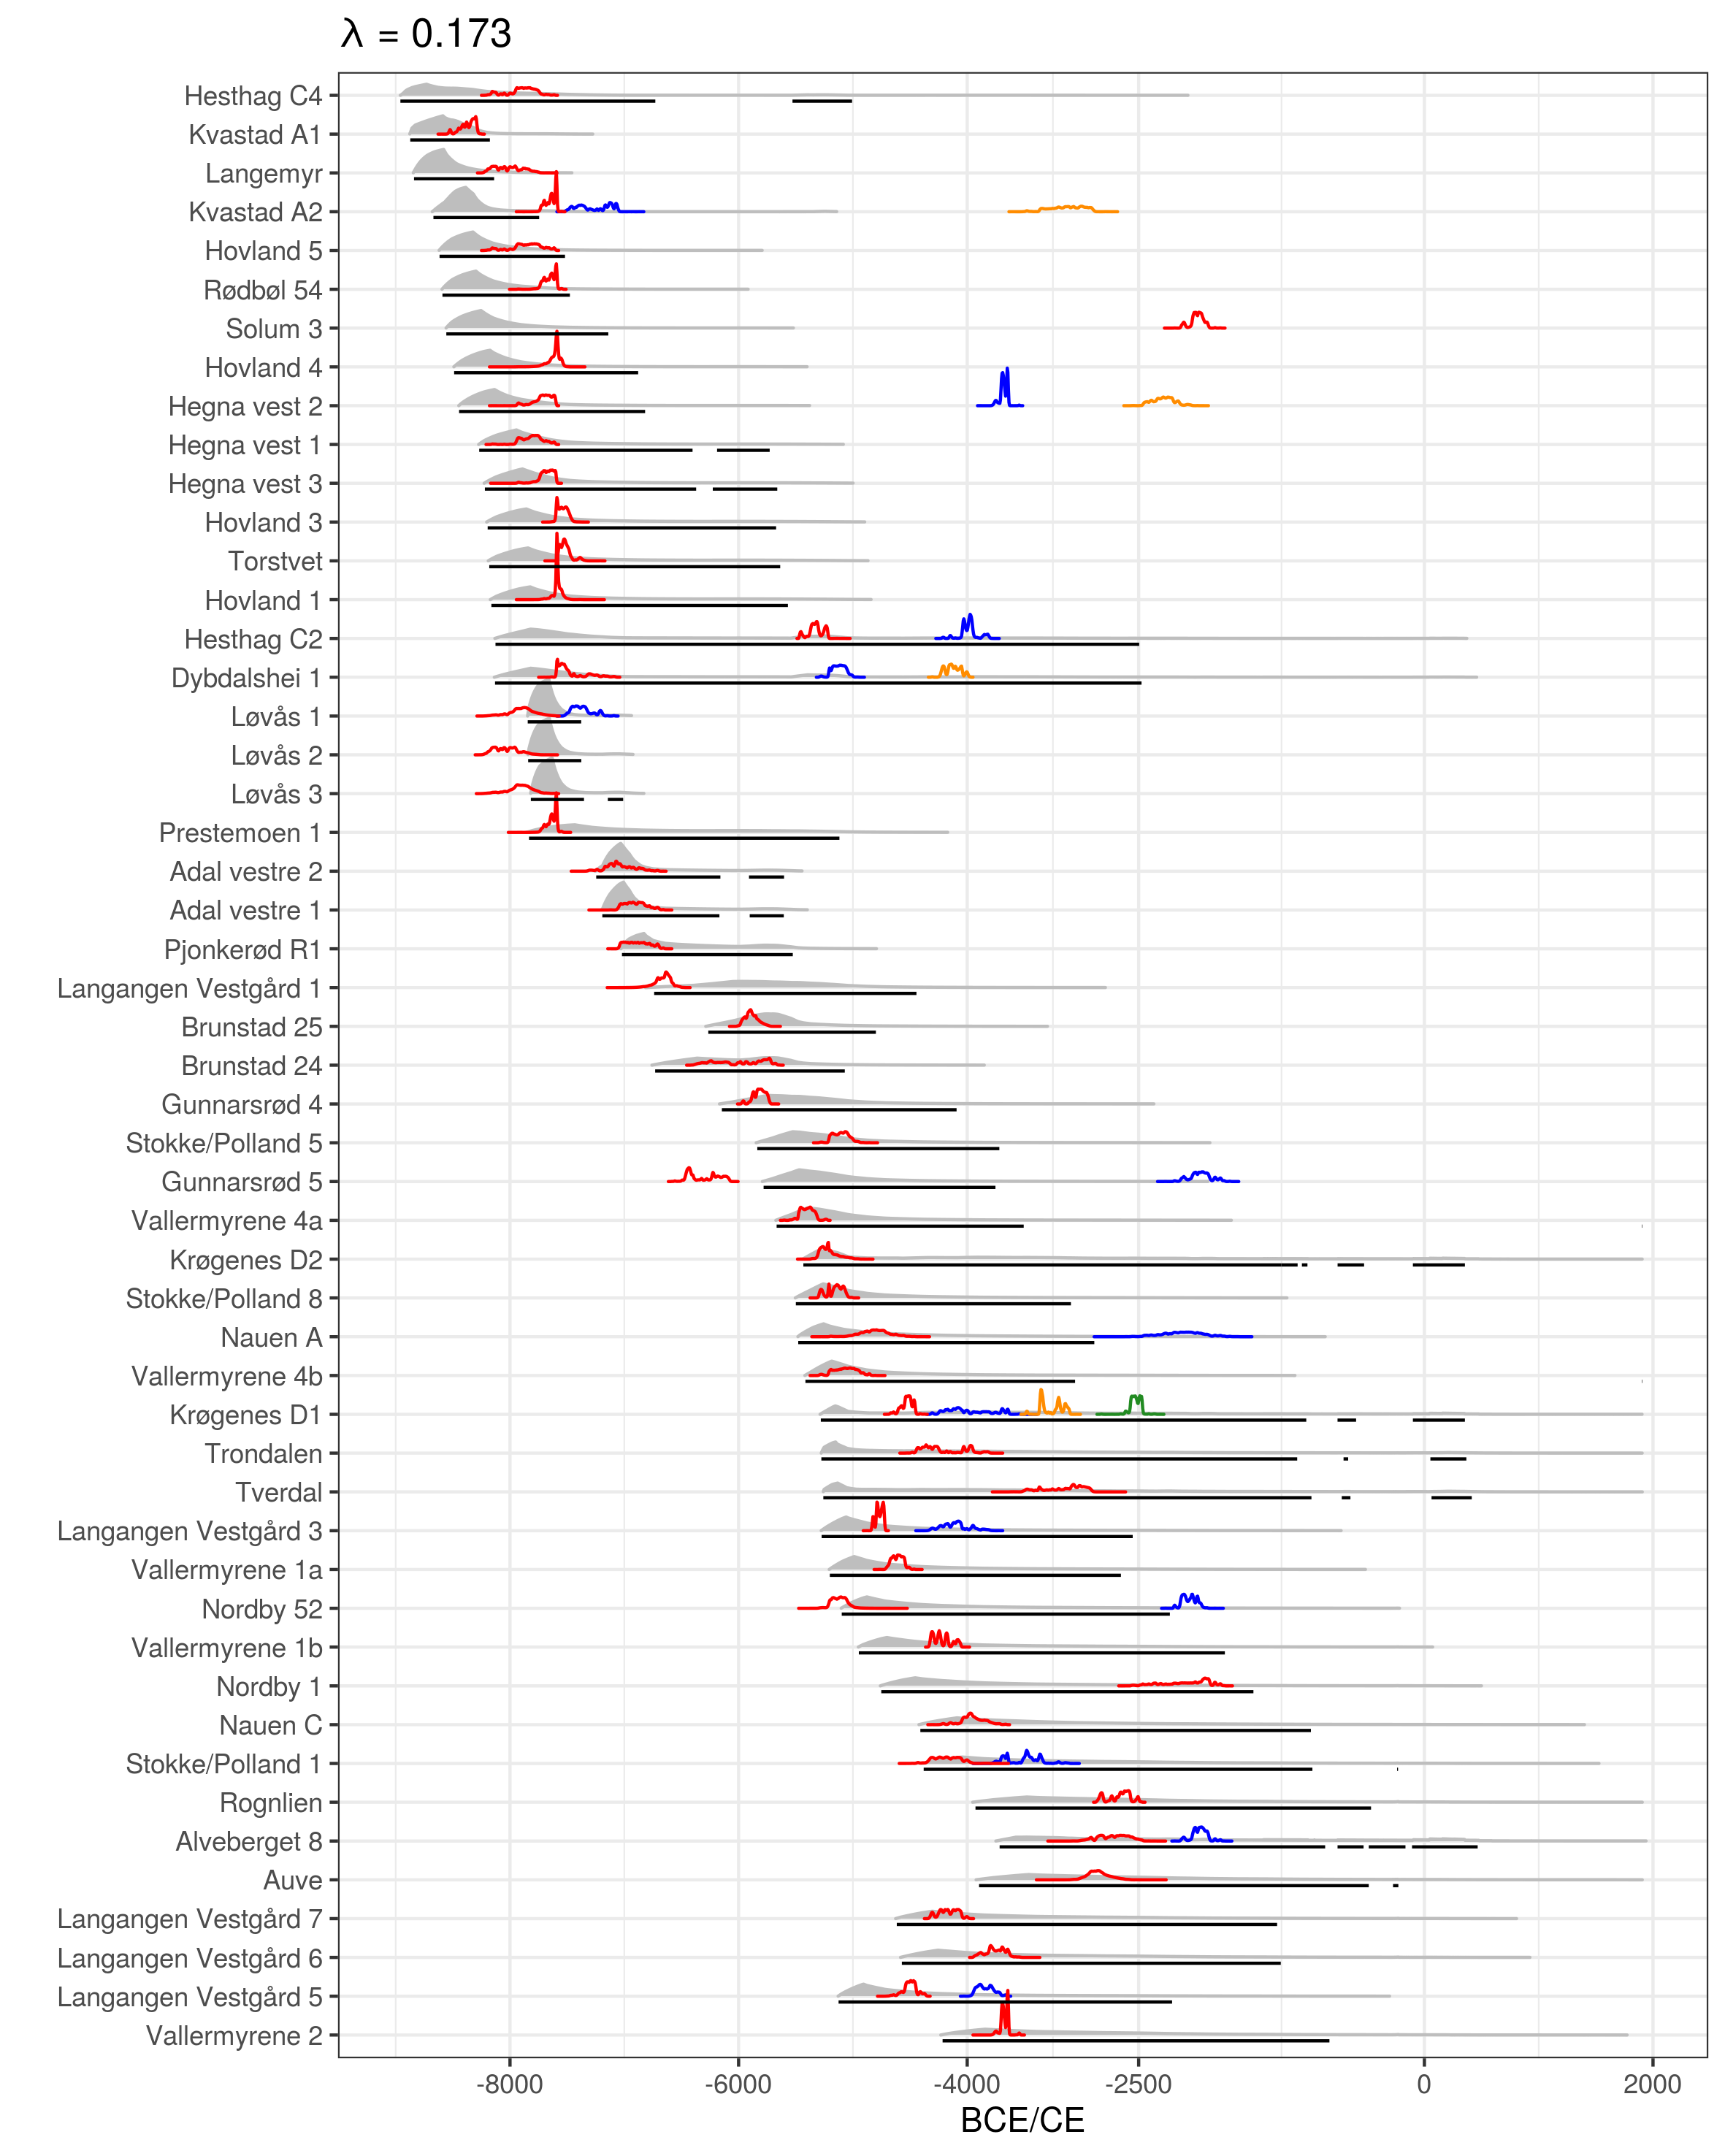 λ = 0.173
Hesthag C4
Kvastad A1
Langemyr
Kvastad A2
Hovland 5
Rødbøl 54
Solum 3
Hovland 4
Hegna vest 2
Hegna vest 1
Hegna vest 3
Hovland 3
Torstvet
Hovland 1
Hesthag C2
Dybdalshei 1
Løvås 1
Løvås 2
Løvås 3
Prestemoen 1
Adal vestre 2
Adal vestre 1
Pjonkerød R1
Langangen Vestgård 1
Brunstad 25
Brunstad 24
Gunnarsrød 4
Stokke/Polland 5
Gunnarsrød 5
Vallermyrene 4a
Krøgenes D2
Stokke/Polland 8
Nauen A
Vallermyrene 4b
Krøgenes D1
Trondalen
Tverdal
Langangen Vestgård 3
Vallermyrene 1a
Nordby 52
Vallermyrene 1b
Nordby 1
Nauen C
Stokke/Polland 1
Rognlien
Alveberget 8
Auve
Langangen Vestgård 7
Langangen Vestgård 6
Langangen Vestgård 5
Vallermyrene 2
-8000 -6000 -4000 -2500 0 2000
BCE/CE